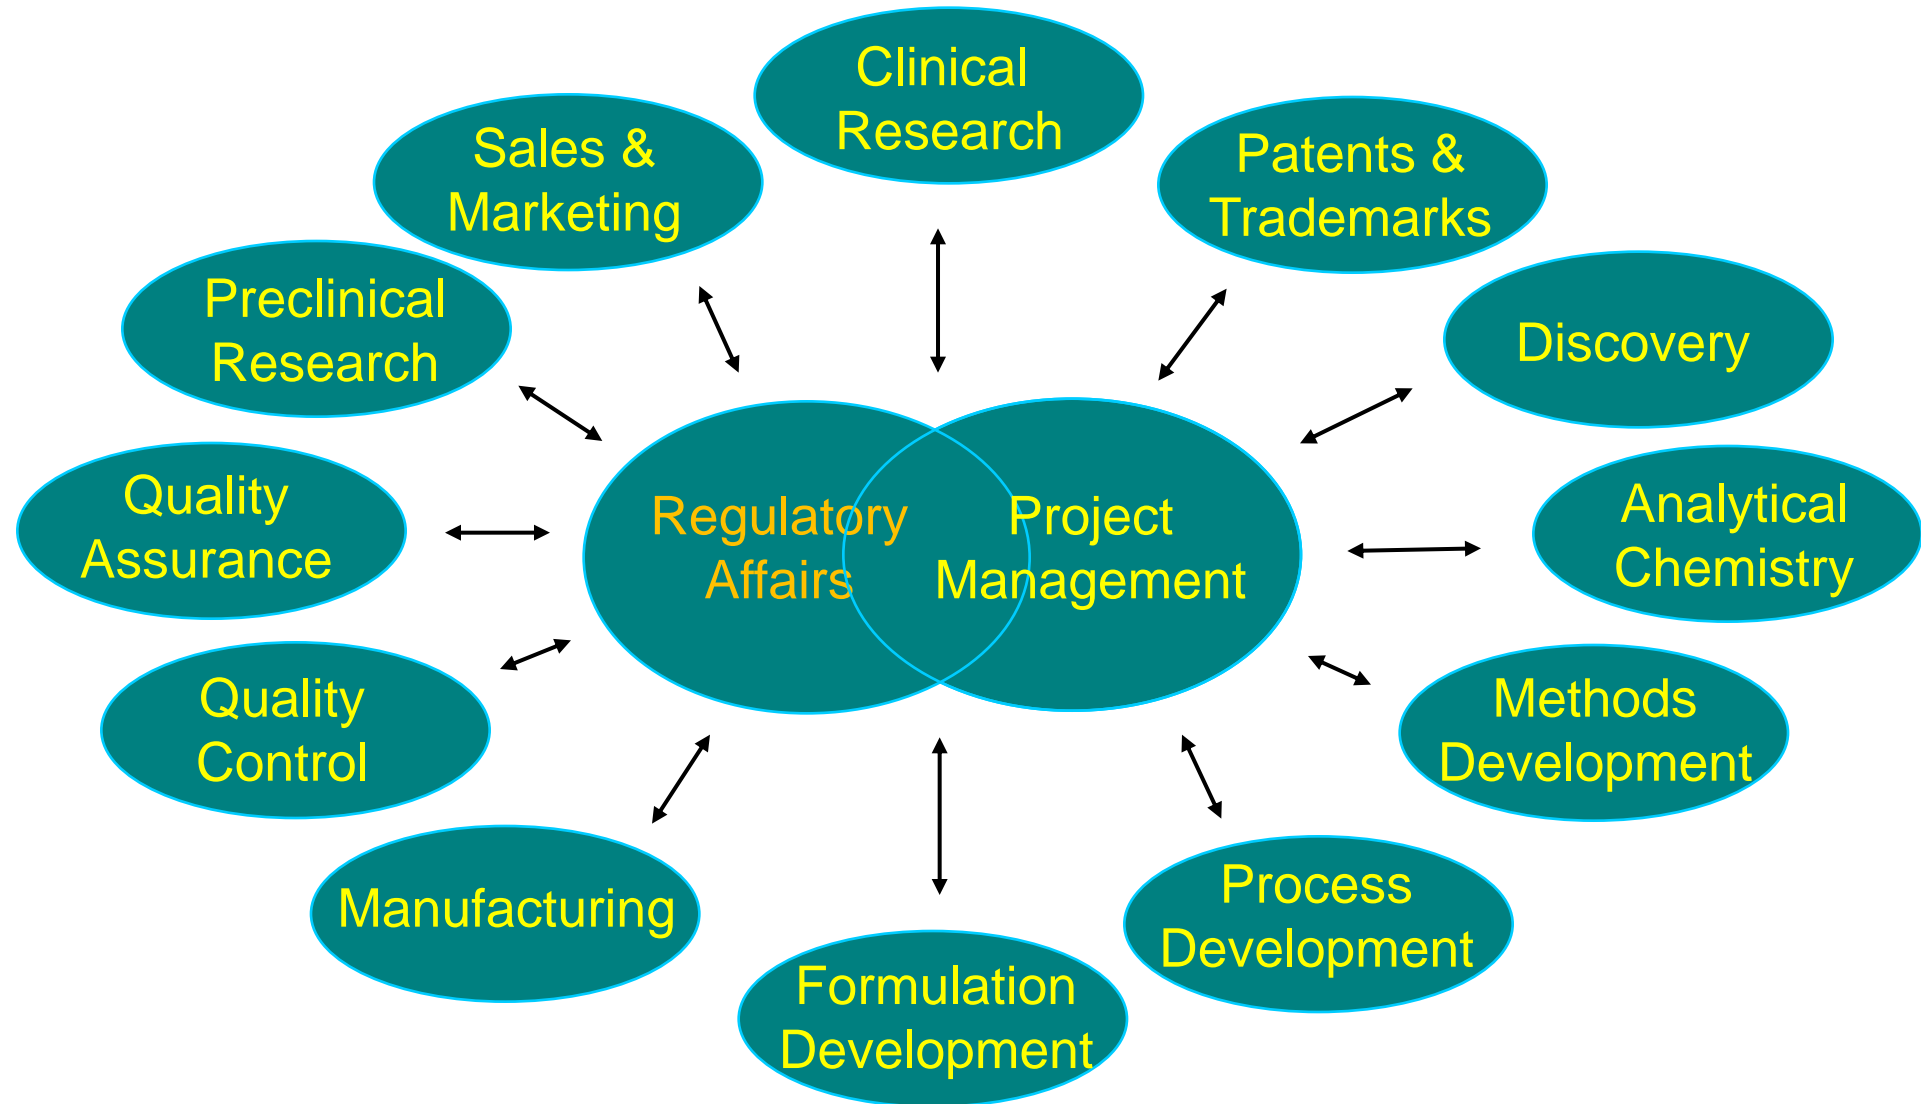 Clinical
Research
Sales &
Marketing
Patents &
Trademarks
Preclinical
Research
Discovery
Quality
Assurance
Regulatory
Affairs
Project
Management
Analytical
Chemistry
Quality
Control
Methods
Development
Manufacturing
Process
Development
Formulation
Development